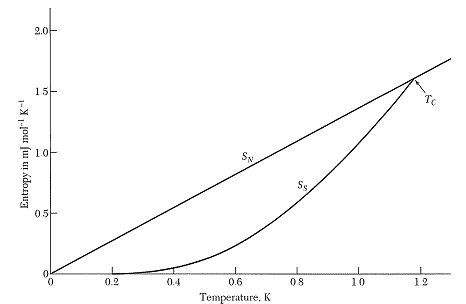 2.0
1.5
1.0
0.5
0
Entropy in mJ mol⁻¹ K⁻¹
S_N
S_S
T_C
0 0.2 0.4 0.6 0.8 1.0 1.2
Temperature, K